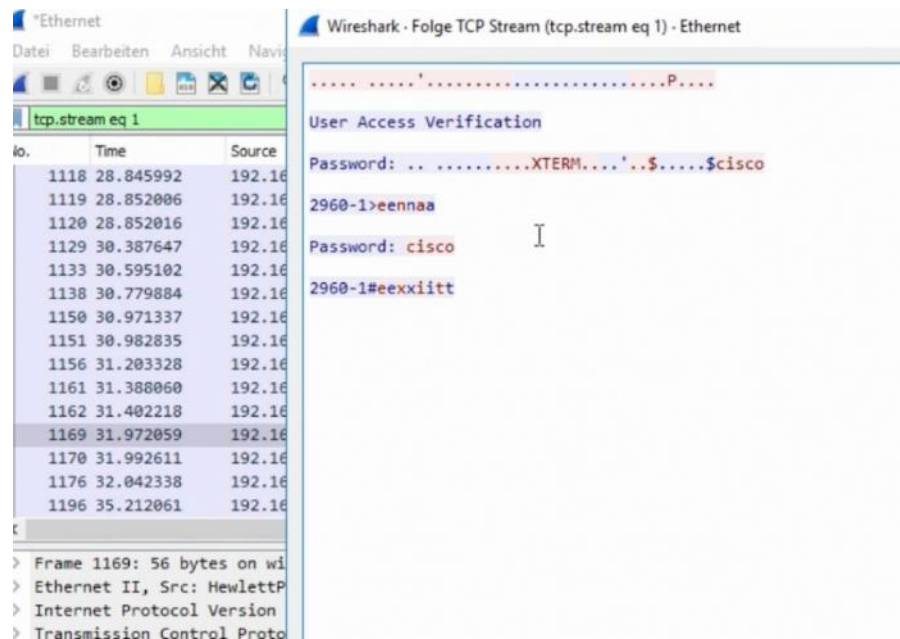 *Ethernet
Datei Bearbeiten Ansicht Navi
tcp.stream eq 1
No. Time Source
1118 28.845992 192.16
1119 28.852006 192.16
1120 28.852016 192.16
1129 30.387647 192.16
1133 30.595102 192.16
1138 30.779884 192.16
1150 30.971337 192.16
1151 30.982835 192.16
1156 31.203328 192.16
1161 31.388060 192.16
1162 31.402218 192.16
1169 31.972059 192.16
1170 31.992611 192.16
1176 32.042338 192.16
1196 35.212061 192.16
Frame 1169: 56 bytes on wi
Ethernet II, Src: HewlettP
Internet Protocol Version
Transmission Control Proto
Wireshark · Folge TCP Stream (tcp.stream eq 1) · Ethernet
..... .....'.........................P....
User Access Verification
Password: .. ..........XTERM....'..$.....$cisco
2960-1>eennaa
Password: cisco
2960-1#eexxiitt